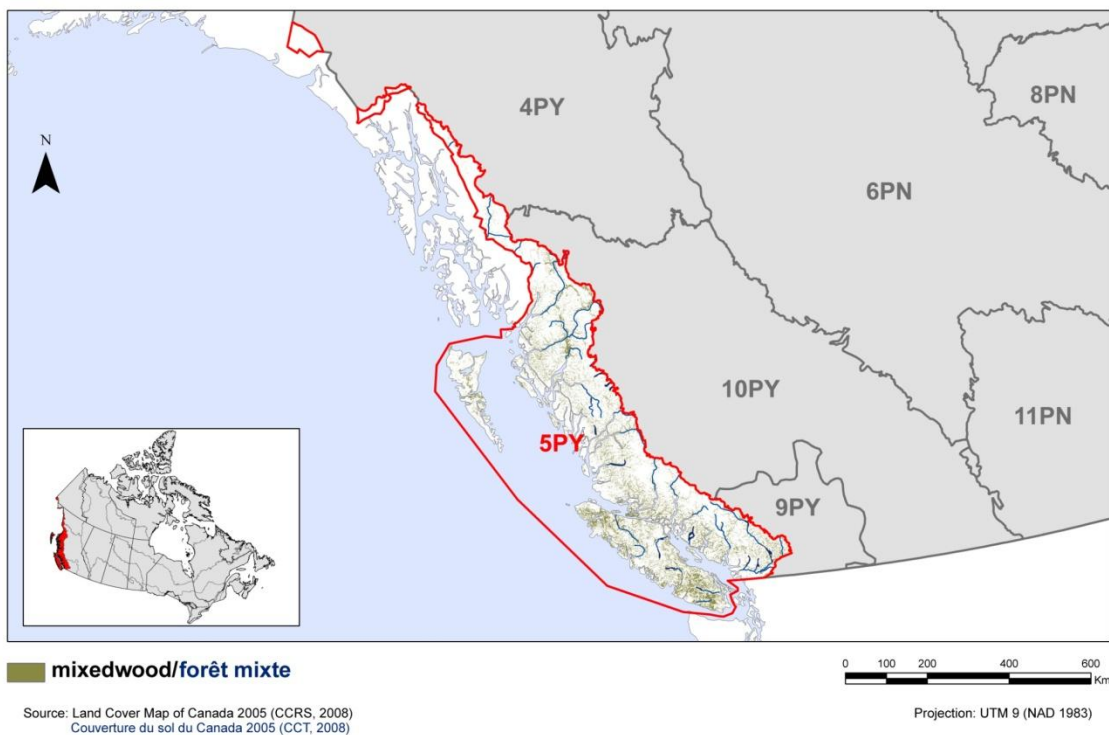 8PN
4PY
N
6PN
10PY
11PN
5PY
9PY
mixedwood/forêt mixte
0 100 200 400 600
Km
Source: Land Cover Map of Canada 2005 (CCRS, 2008)
Couverture du sol du Canada 2005 (CCT, 2008)
Projection: UTM 9 (NAD 1983)